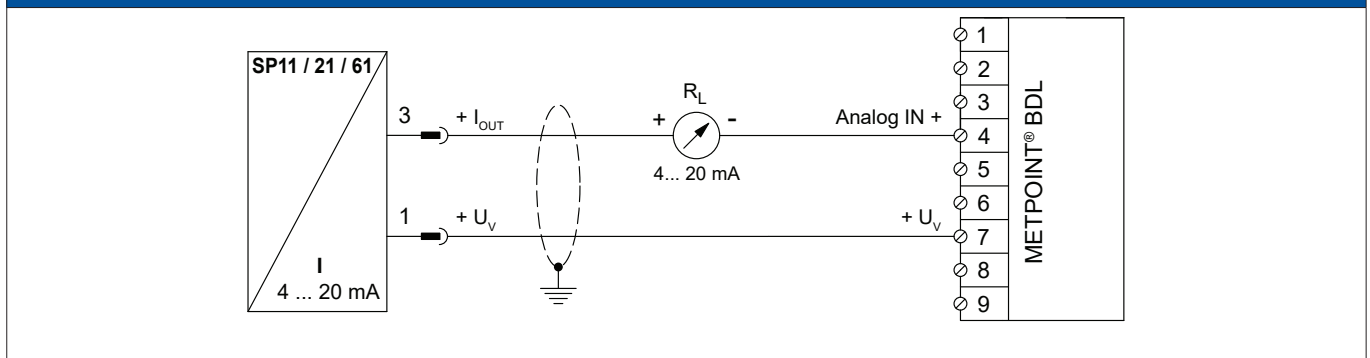 SP11 / 21 / 61
3
+ I_OUT
+ R_L -
4... 20 mA
Analog IN +
1
+ U_V
+ U_V
I
4 ... 20 mA
1
2
3
4
5
6
7
8
9
METPOINT® BDL